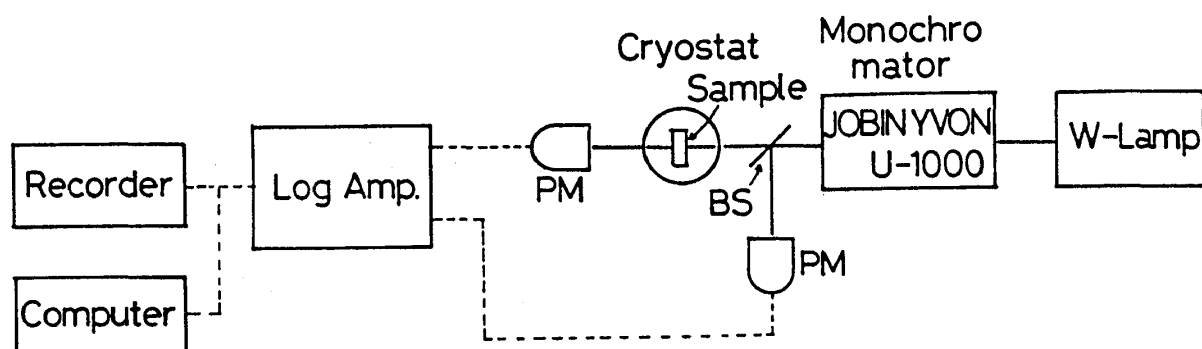 Recorder
Computer
Log Amp.
PM
Cryostat
Sample
BS
PM
Monochro
mator
JOBIN YVON
U-1000
W-Lamp